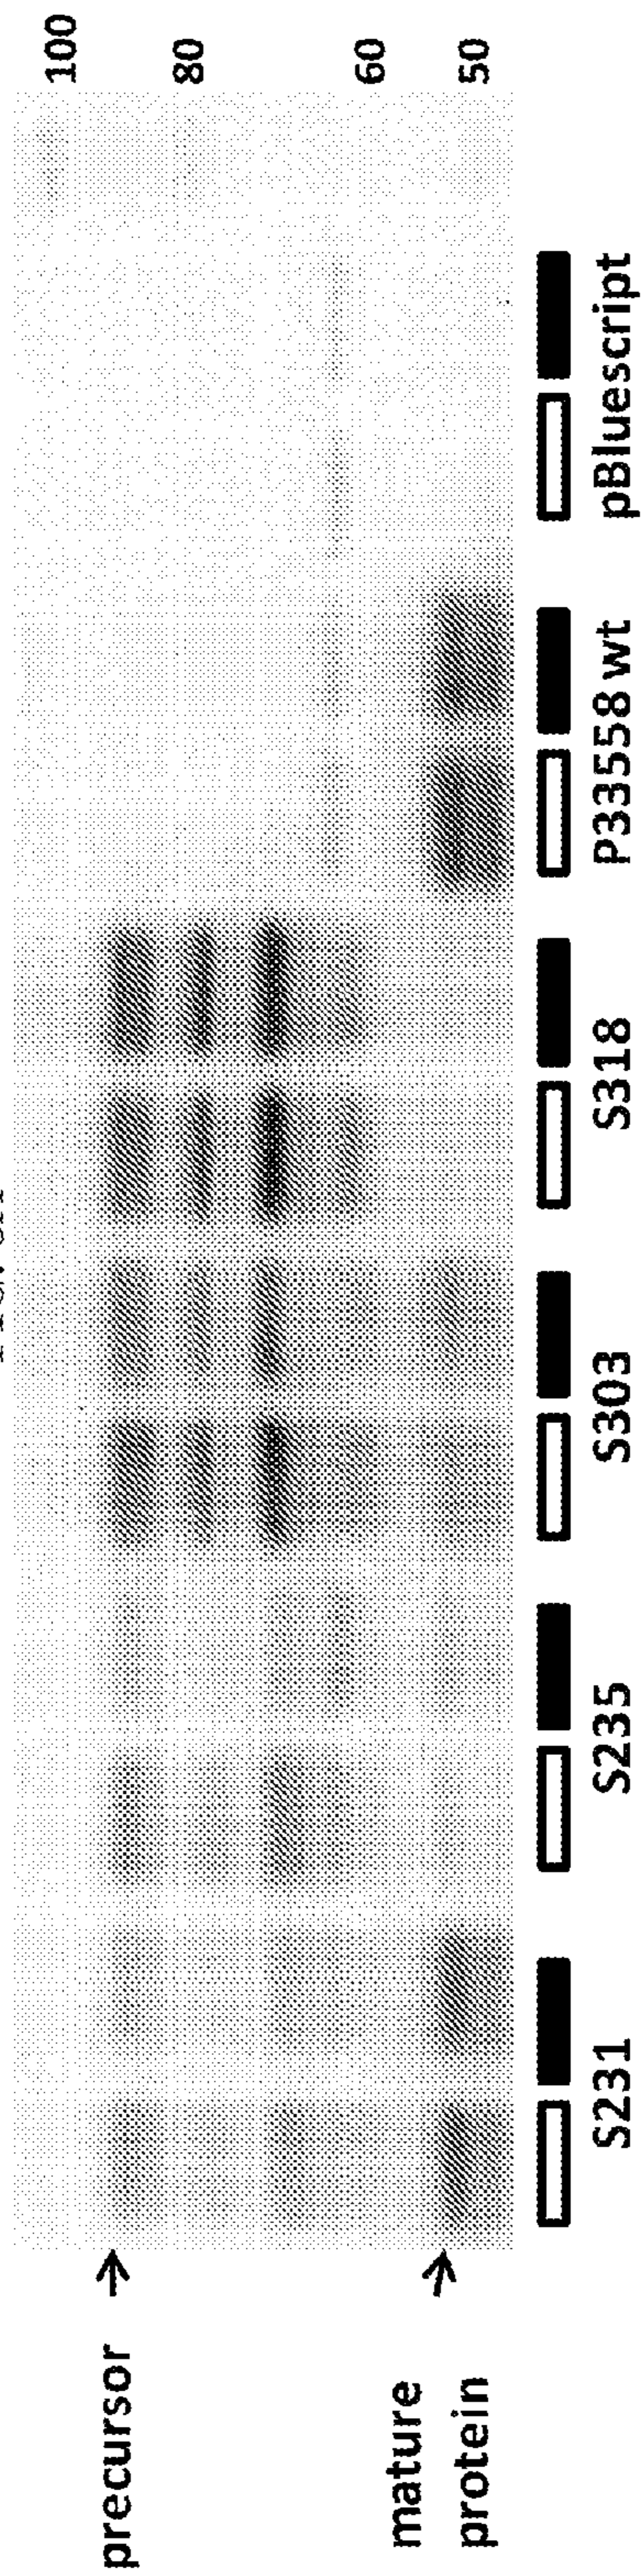 100
80
60
50
precursor
mature
protein
S231
S235
S303
S318
P33558 wt
pBluescript